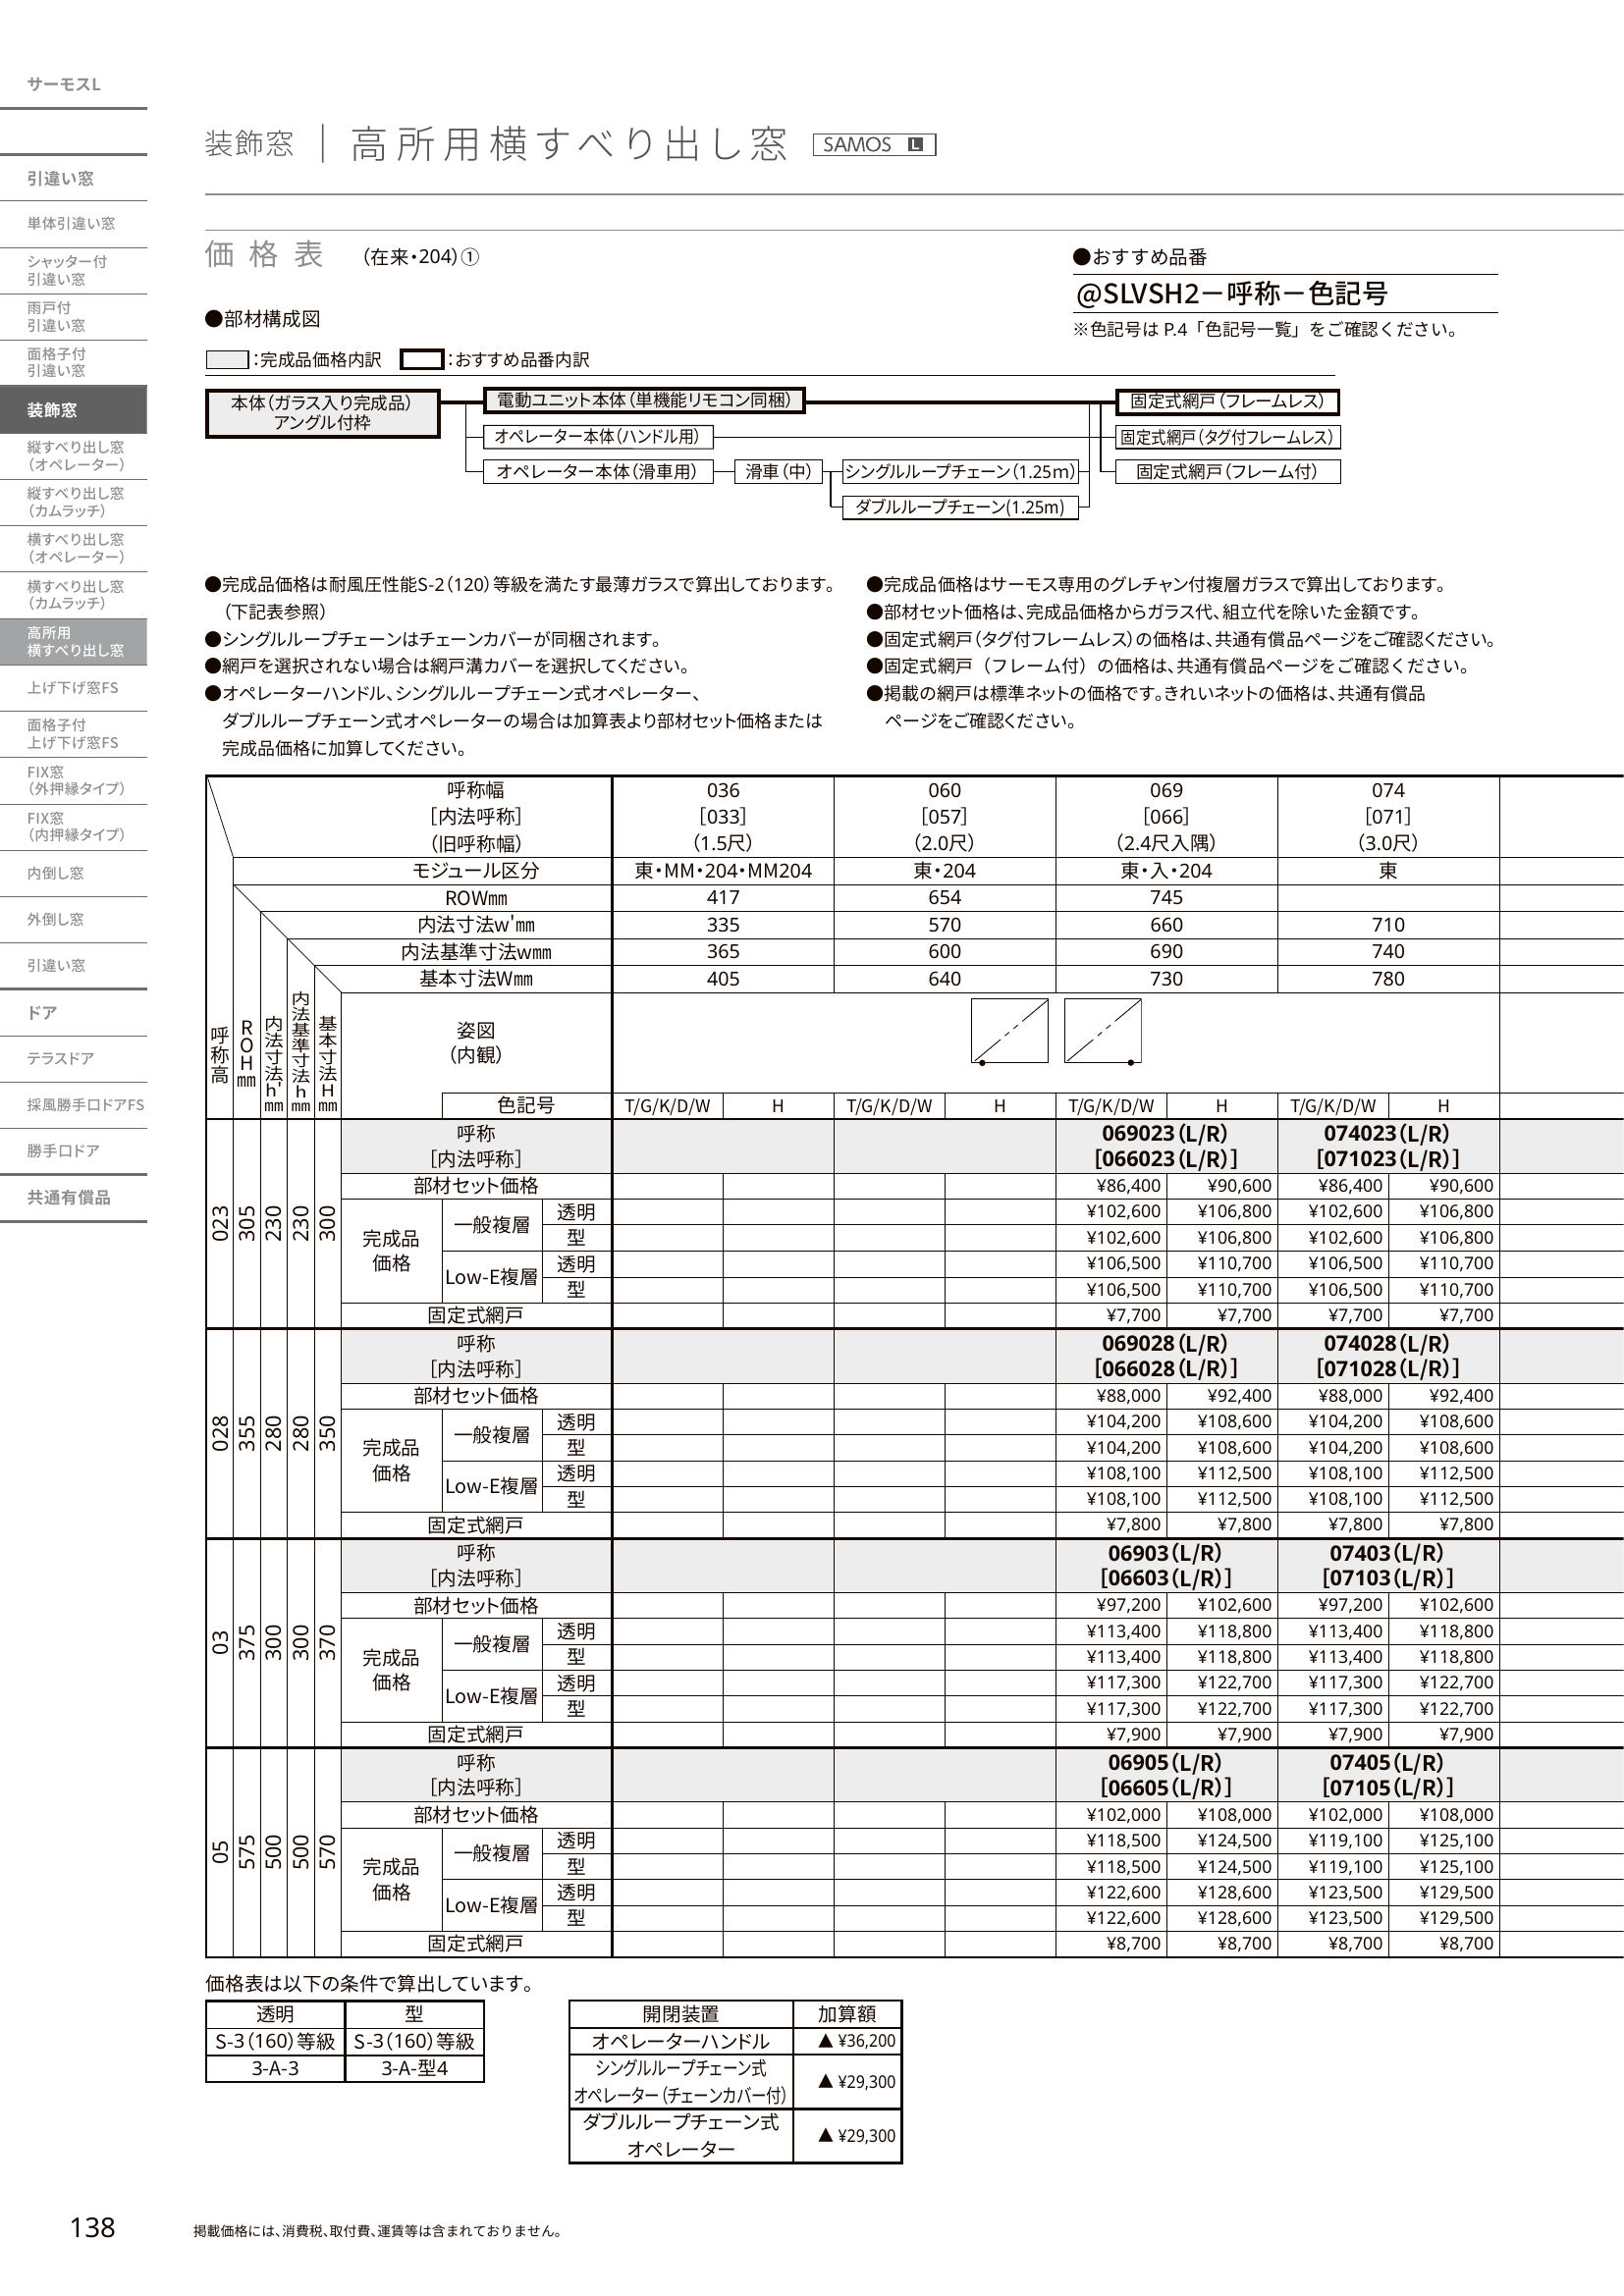 サーモスL
引違い窓
単体引違い窓
シャッター付
引違い窓
雨戸付
引違い窓
面格子付
引違い窓
装飾窓
縦すべり出し窓
（オペレーター）
縦すべり出し窓
（カムラッチ）
横すべり出し窓
（オペレーター）
横すべり出し窓
（カムラッチ）
高所用
横すべり出し窓
上げ下げ窓FS
面格子付
上げ下げ窓FS
FIX窓
（外押縁タイプ）
FIX窓
（内押縁タイプ）
内倒し窓
外倒し窓
引違い窓
ドア
テラスドア
採風勝手口ドアFS
勝手口ドア
共通有償品
装飾窓 高所用横すべり出し窓 SAMOS L
価格表 （在来・204）①
●おすすめ品番
@SLVSH2－呼称－色記号
※色記号は P.4「色記号一覧」をご確認ください。
●部材構成図
：完成品価格内訳 ：おすすめ品番内訳
本体（ガラス入り完成品）
アングル付枠
電動ユニット本体（単機能リモコン同梱） 固定式網戸（フレームレス）
オペレーター本体（ハンドル用） 固定式網戸（タグ付フレームレス）
オペレーター本体（滑車用） 滑車（中） シングルループチェーン（1.25m） 固定式網戸（フレーム付）
ダブルループチェーン(1.25m)
●完成品価格は耐風圧性能S-2（120）等級を満たす最薄ガラスで算出しております。
（下記表参照）
●シングルループチェーンはチェーンカバーが同梱されます。
●網戸を選択されない場合は網戸溝カバーを選択してください。
●オペレーターハンドル、シングルループチェーン式オペレーター、
ダブルループチェーン式オペレーターの場合は加算表より部材セット価格または
完成品価格に加算してください。
●完成品価格はサーモス専用のグレチャン付複層ガラスで算出しております。
●部材セット価格は、完成品価格からガラス代、組立代を除いた金額です。
●固定式網戸（タグ付フレームレス）の価格は、共通有償品ページをご確認ください。
●固定式網戸（フレーム付）の価格は、共通有償品ページをご確認ください。
●掲載の網戸は標準ネットの価格です。きれいネットの価格は、共通有償品
ページをご確認ください。
呼称幅 036 060 069 074
［内法呼称］ ［033］ ［057］ ［066］ ［071］
（旧呼称幅） （1.5尺） （2.0尺） （2.4尺入隅） （3.0尺）
モジュール区分 東・MM・204・MM204 東・204 東・入・204 東
ROW㎜ 417 654 745
内法寸法w'㎜ 335 570 660 710
内法基準寸法w㎜ 365 600 690 740
基本寸法W㎜ 405 640 730 780
呼称高 ROH㎜ 内法寸法h'㎜ 内法基準寸法h㎜ 基本寸法H㎜
姿図
（内観）
色記号 T/G/K/D/W H T/G/K/D/W H T/G/K/D/W H T/G/K/D/W H
023 305 230 230 300
呼称 069023（L/R） 074023（L/R）
［内法呼称］ ［066023（L/R）］ ［071023（L/R）］
部材セット価格 ¥86,400 ¥90,600 ¥86,400 ¥90,600
完成品価格 一般複層 透明 ¥102,600 ¥106,800 ¥102,600 ¥106,800
型 ¥102,600 ¥106,800 ¥102,600 ¥106,800
Low-E複層 透明 ¥106,500 ¥110,700 ¥106,500 ¥110,700
型 ¥106,500 ¥110,700 ¥106,500 ¥110,700
固定式網戸 ¥7,700 ¥7,700 ¥7,700 ¥7,700
028 355 280 280 350
呼称 069028（L/R） 074028（L/R）
［内法呼称］ ［066028（L/R）］ ［071028（L/R）］
部材セット価格 ¥88,000 ¥92,400 ¥88,000 ¥92,400
完成品価格 一般複層 透明 ¥104,200 ¥108,600 ¥104,200 ¥108,600
型 ¥104,200 ¥108,600 ¥104,200 ¥108,600
Low-E複層 透明 ¥108,100 ¥112,500 ¥108,100 ¥112,500
型 ¥108,100 ¥112,500 ¥108,100 ¥112,500
固定式網戸 ¥7,800 ¥7,800 ¥7,800 ¥7,800
03 375 300 300 370
呼称 06903（L/R） 07403（L/R）
［内法呼称］ ［06603（L/R）］ ［07103（L/R）］
部材セット価格 ¥97,200 ¥102,600 ¥97,200 ¥102,600
完成品価格 一般複層 透明 ¥113,400 ¥118,800 ¥113,400 ¥118,800
型 ¥113,400 ¥118,800 ¥113,400 ¥118,800
Low-E複層 透明 ¥117,300 ¥122,700 ¥117,300 ¥122,700
型 ¥117,300 ¥122,700 ¥117,300 ¥122,700
固定式網戸 ¥7,900 ¥7,900 ¥7,900 ¥7,900
05 575 500 500 570
呼称 06905（L/R） 07405（L/R）
［内法呼称］ ［06605（L/R）］ ［07105（L/R）］
部材セット価格 ¥102,000 ¥108,000 ¥102,000 ¥108,000
完成品価格 一般複層 透明 ¥118,500 ¥124,500 ¥119,100 ¥125,100
型 ¥118,500 ¥124,500 ¥119,100 ¥125,100
Low-E複層 透明 ¥122,600 ¥128,600 ¥123,500 ¥129,500
型 ¥122,600 ¥128,600 ¥123,500 ¥129,500
固定式網戸 ¥8,700 ¥8,700 ¥8,700 ¥8,700
価格表は以下の条件で算出しています。
透明 型
S-3（160）等級 S-3（160）等級
3-A-3 3-A-型4
開閉装置 加算額
オペレーターハンドル ▲ ¥36,200
シングルループチェーン式
オペレーター（チェーンカバー付） ▲ ¥29,300
ダブルループチェーン式
オペレーター ▲ ¥29,300
138 掲載価格には、消費税、取付費、運賃等は含まれておりません。